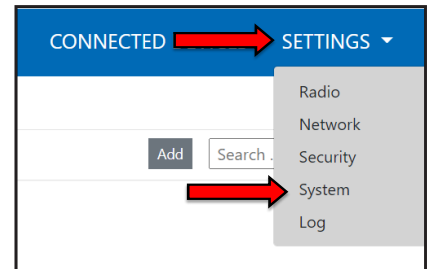 CONNECTED SETTINGS
Radio
Network
Add Search . Security
System
Log